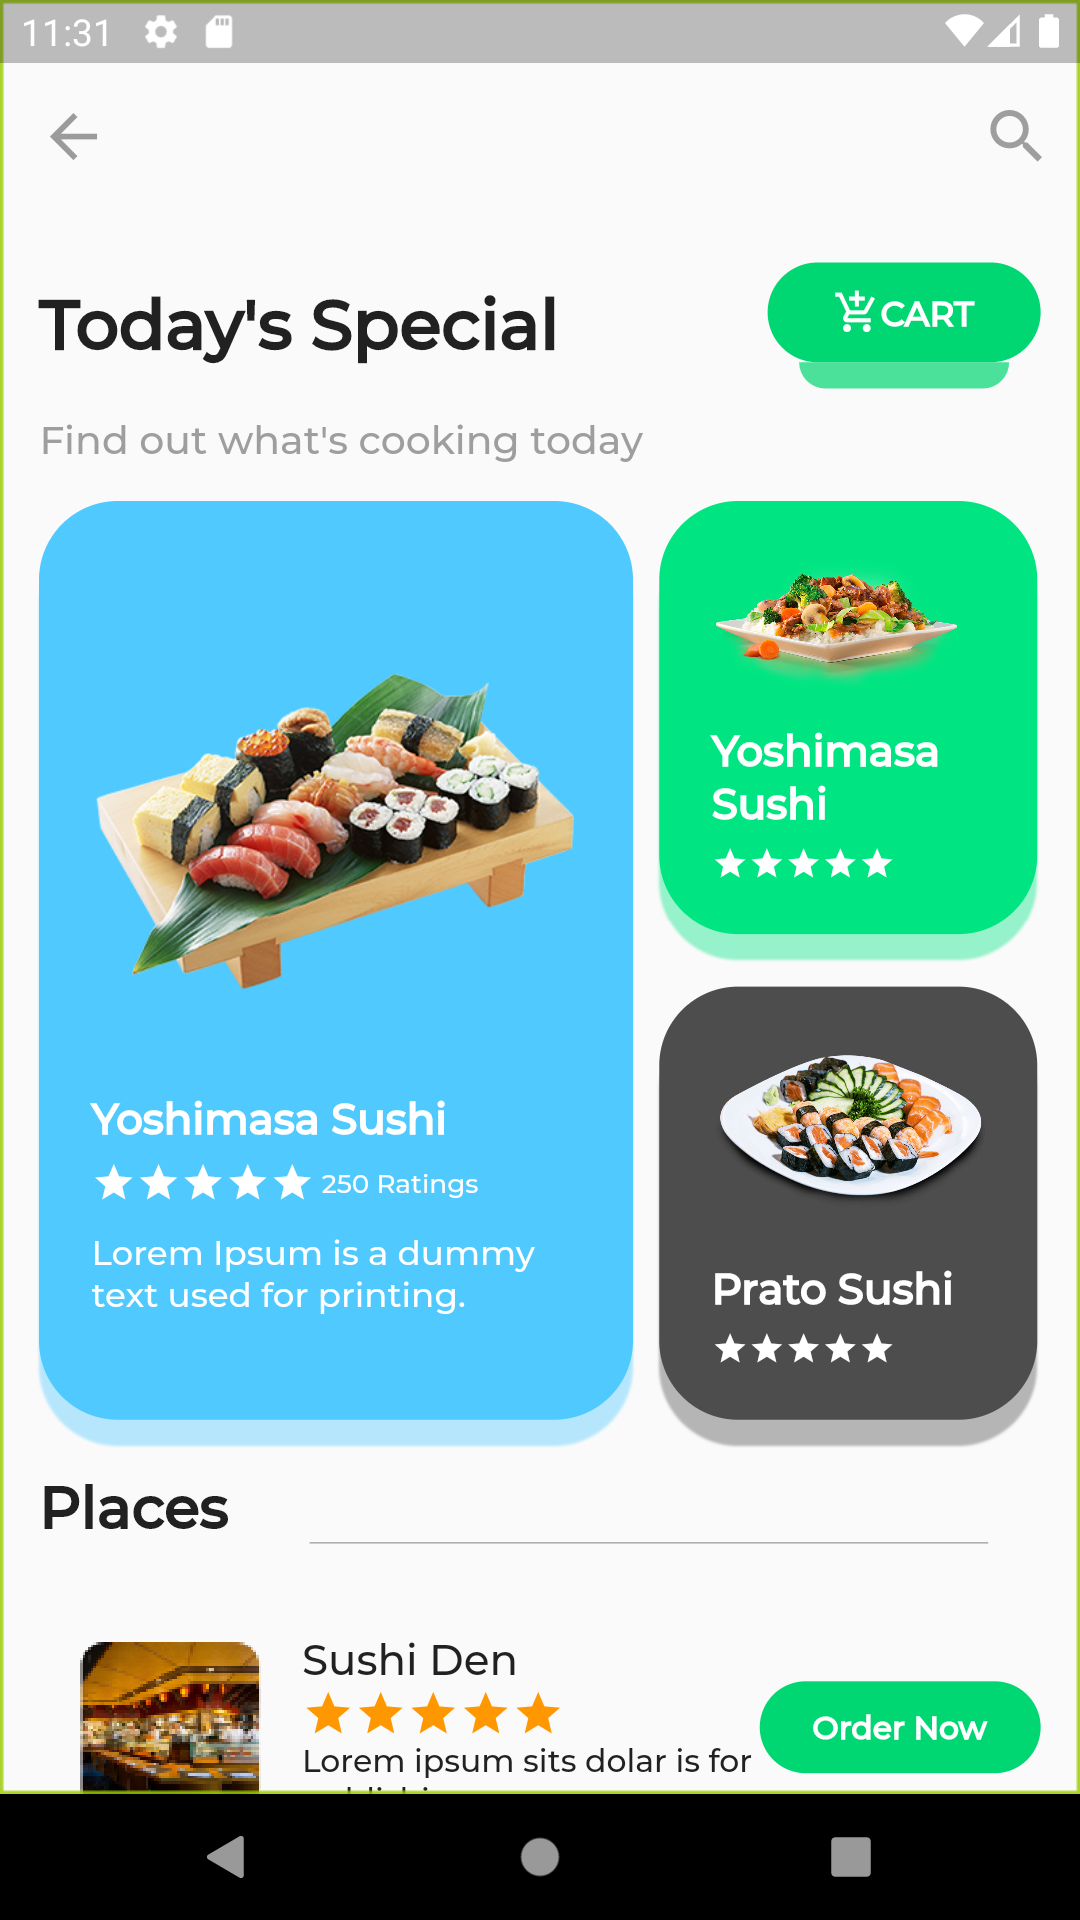 11:31
Today's Special
CART
Find out what's cooking today
Yoshimasa Sushi
250 Ratings
Lorem Ipsum is a dummy
text used for printing.
Yoshimasa
Sushi
Prato Sushi
Places
Sushi Den
Lorem ipsum sits dolar is for
Order Now